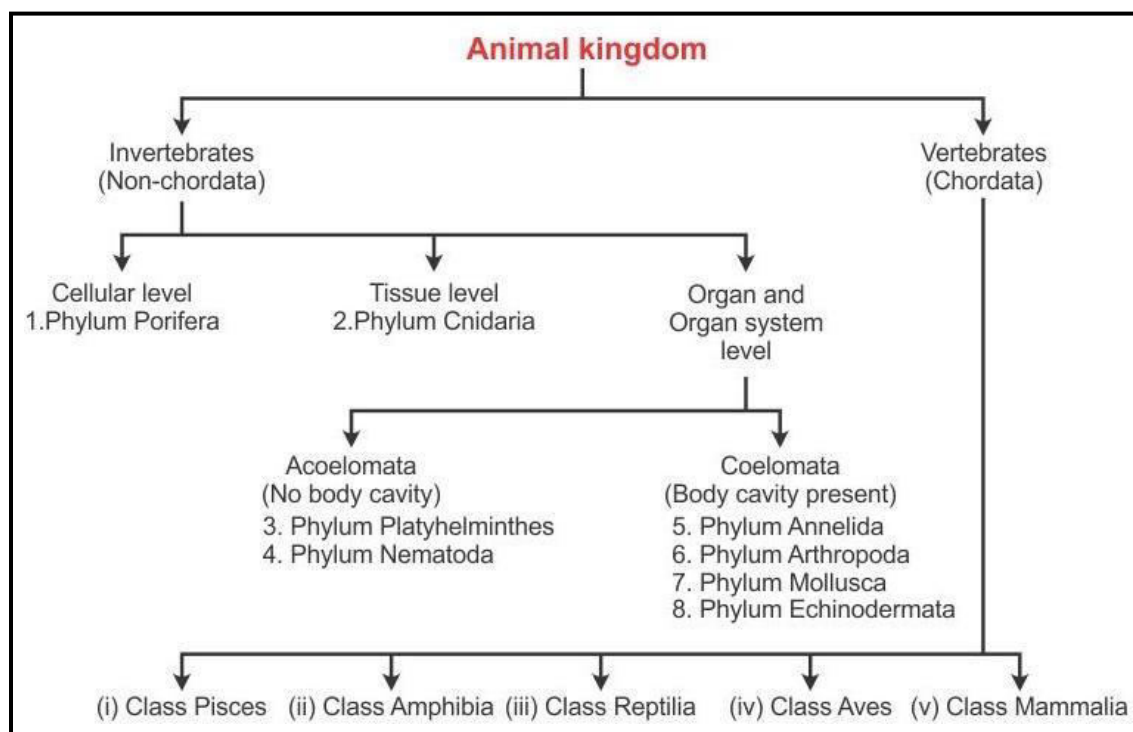 Animal kingdom
Invertebrates
(Non-chordata)
Vertebrates
(Chordata)
Cellular level
1.Phylum Porifera
Tissue level
2.Phylum Cnidaria
Organ and
Organ system
level
Acoelomata
(No body cavity)
3. Phylum Platyhelminthes
4. Phylum Nematoda
Coelomata
(Body cavity present)
5. Phylum Annelida
6. Phylum Arthropoda
7. Phylum Mollusca
8. Phylum Echinodermata
(i) Class Pisces
(ii) Class Amphibia
(iii) Class Reptilia
(iv) Class Aves
(v) Class Mammalia